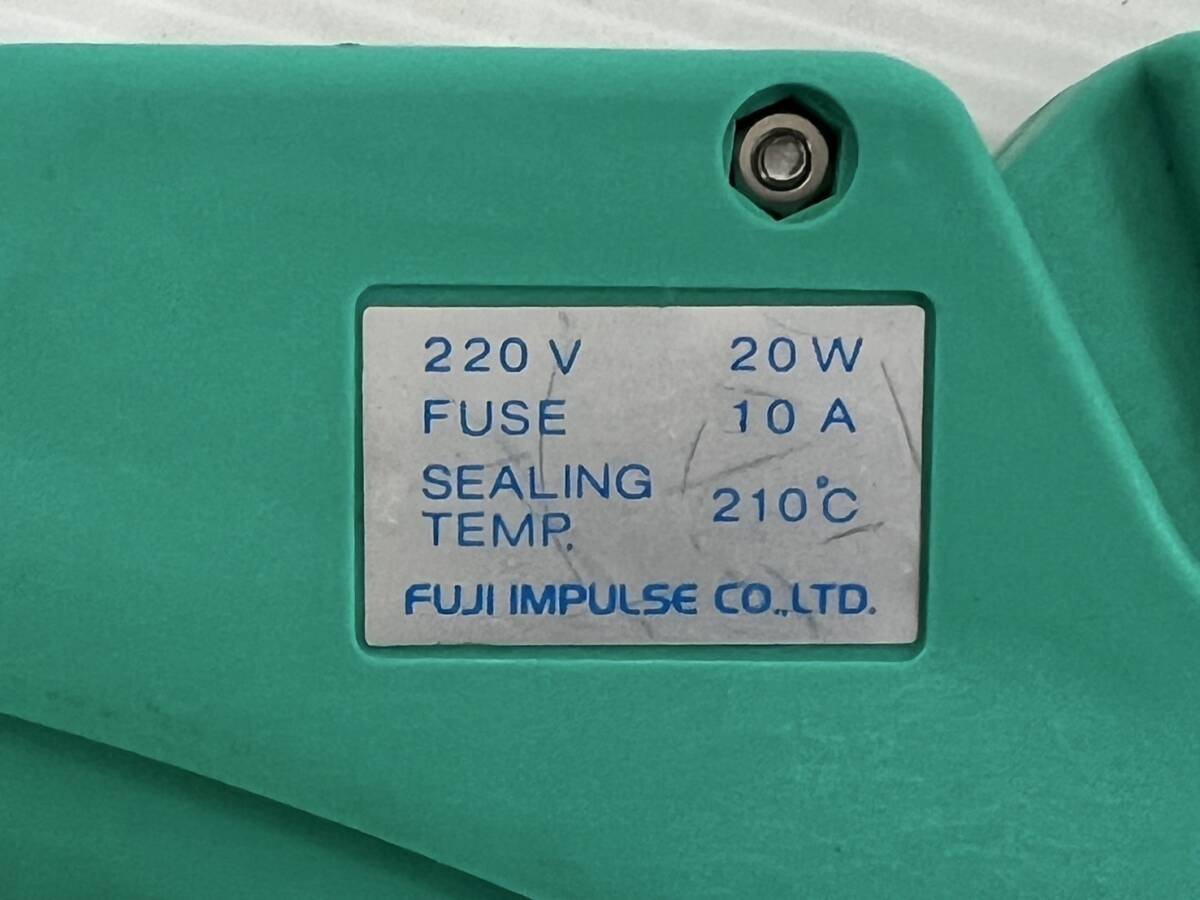 220 V 20 W
FUSE 10 A
SEALING
TEMP. 210°C
FUJI IMPULSE CO.,LTD.